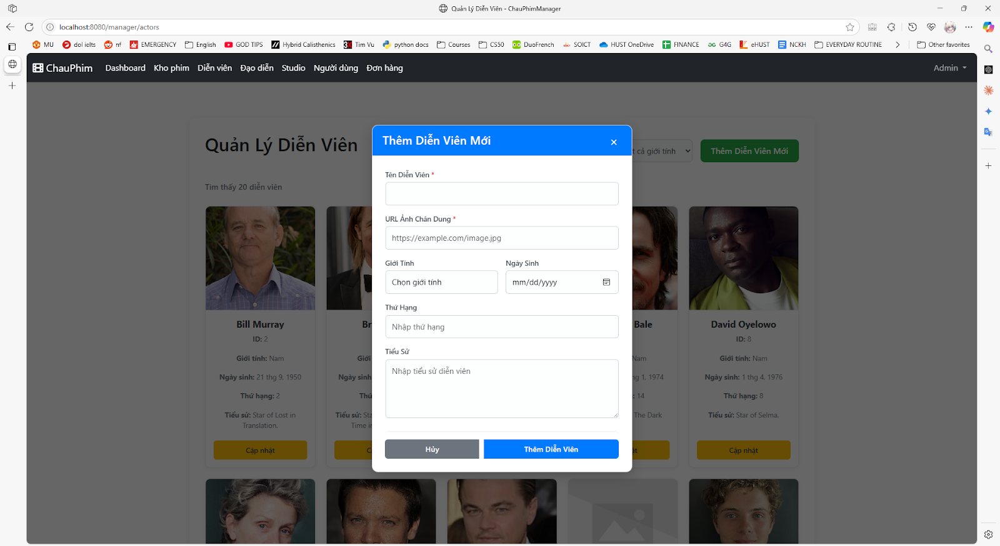 Quản Lý Diễn Viên - ChauPhimManager
localhost:8080/manager/actors
MU
dol ielts
nf
EMERGENCY
English
GOD TIPS
Hybrid Calisthenics
Tim Vu
python docs
Courses
CS50
DuoFrench
SOICT
HUST OneDrive
FINANCE
G4G
eHUST
NCKH
EVERYDAY ROUTINE
Other favorites
ChauPhim
Dashboard
Kho phim
Diễn viên
Đạo diễn
Studio
Người dùng
Đơn hàng
Admin
Quản Lý Diễn Viên
t cả giới tính
Thêm Diễn Viên Mới
Tìm thấy 20 diễn viên
Thêm Diễn Viên Mới
Tên Diễn Viên *
URL Ảnh Chân Dung *
https://example.com/image.jpg
Giới Tính
Ngày Sinh
Chọn giới tính
mm/dd/yyyy
Thứ Hạng
Nhập thứ hạng
Tiểu Sử
Nhập tiểu sử diễn viên
Hủy
Thêm Diễn Viên
Bill Murray
ID: 2
Giới tính: Nam
Ngày sinh: 21 thg 9, 1950
Thứ hạng: 2
Tiểu sử: Star of Lost in
Translation.
Cập nhật
Br
Giới
Ngày sinh
Thứ
Tiểu sử: Sta
Time in
C
Bale
Nam
ng 1, 1974
: 14
The Dark
ật
David Oyelowo
ID: 8
Giới tính: Nam
Ngày sinh: 1 thg 4, 1976
Thứ hạng: 8
Tiểu sử: Star of Selma.
Cập nhật